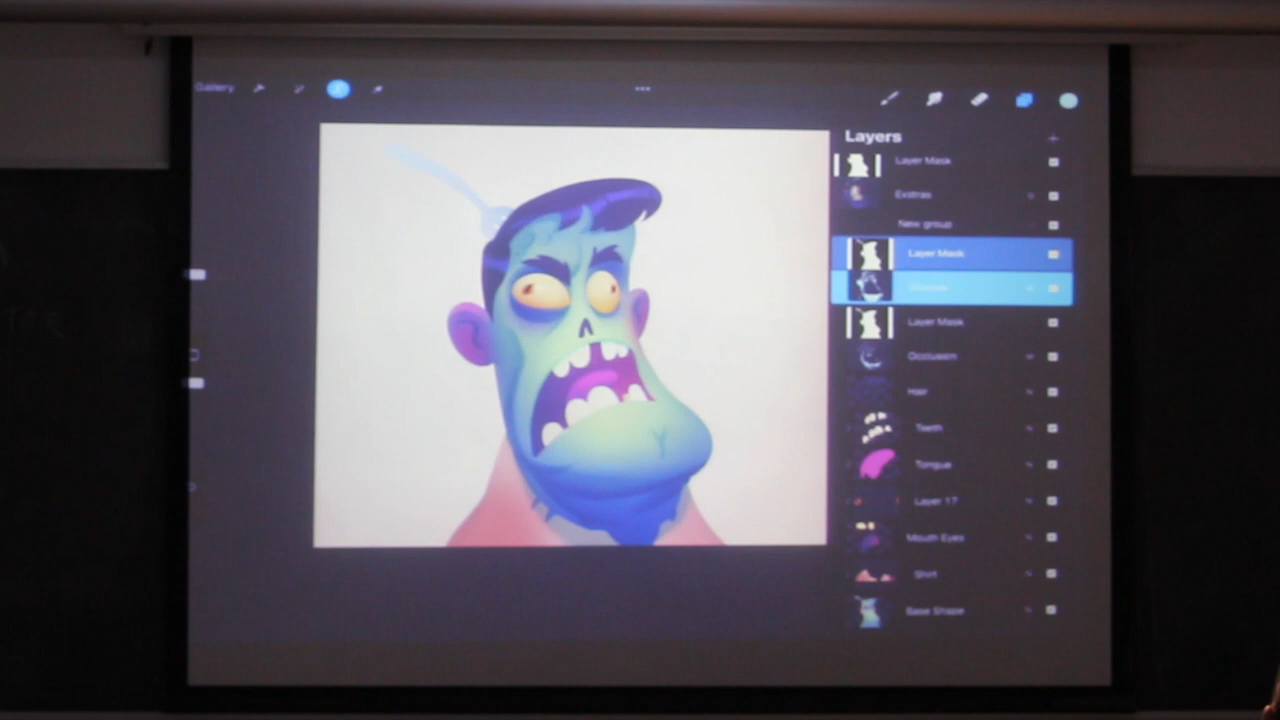 Gallery
Layers
Layer Mask
Exstras
New group
Layer Mask
Layer Mask
Occlusion
Hair
Teeth
Tongue
Layer 17
Mouth Eyes
Shirt
Base Shape